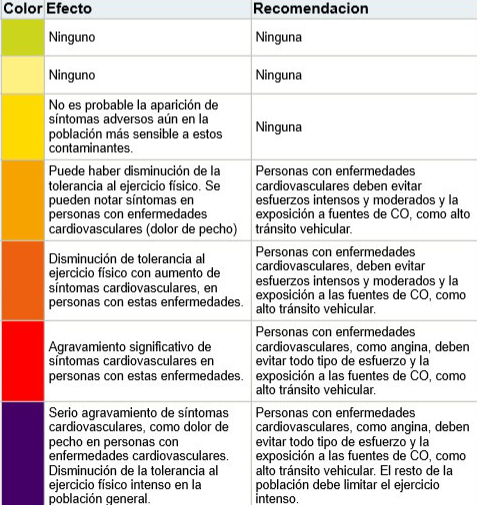 Color Efecto Recomendacion
Ninguno Ninguna
Ninguno Ninguna
No es probable la aparición de
síntomas adversos aún en la
población más sensible a estos
contaminantes.
Ninguna
Puede haber disminución de la
tolerancia al ejercicio físico. Se
pueden notar síntomas en
personas con enfermedades
cardiovasculares (dolor de pecho)
Personas con enfermedades
cardiovasculares deben evitar
esfuerzos intensos y moderados y la
exposición a fuentes de CO, como alto
tránsito vehicular.
Disminución de tolerancia al
ejercicio físico con aumento de
síntomas cardiovasculares, en
personas con estas enfermedades.
Personas con enfermedades
cardiovasculares, deben evitar
esfuerzos intensos y moderados y la
exposición a las fuentes de CO, como
alto tránsito vehicular.
Agravamiento significativo de
síntomas cardiovasculares en
personas con estas enfermedades.
Personas con enfermedades
cardiovasculares, como angina, deben
evitar todo tipo de esfuerzo y la
exposición a las fuentes de CO, como
alto tránsito vehicular.
Serio agravamiento de síntomas
cardiovasculares, como dolor de
pecho en personas con
enfermedades cardiovasculares.
Disminución de la tolerancia al
ejercicio físico intenso en la
población general.
Personas con enfermedades
cardiovasculares, como angina, deben
evitar todo tipo de esfuerzo y la
exposición a las fuentes de CO, como
alto tránsito vehicular. El resto de la
población debe limitar el ejercicio
intenso.